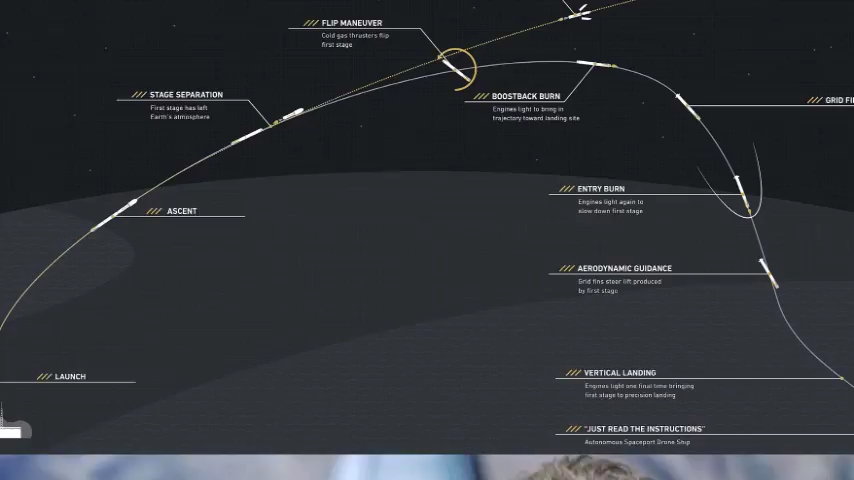 /// FLIP MANEUVER
Cold gas thrusters flip
first stage
/// STAGE SEPARATION
First stage has left
Earth's atmosphere
/// BOOSTBACK BURN
Engines light to bring in
trajectory toward landing site
/// GRID
/// ENTRY BURN
Engines light again to
slow down first stage
/// ASCENT
/// AERODYNAMIC GUIDANCE
Grid fins steer lift produced
by first stage
/// LAUNCH
/// VERTICAL LANDING
Engines light one final time bringing
first stage to precision landing
/// "JUST READ THE INSTRUCTIONS"
Autonomous Spaceport Drone Ship